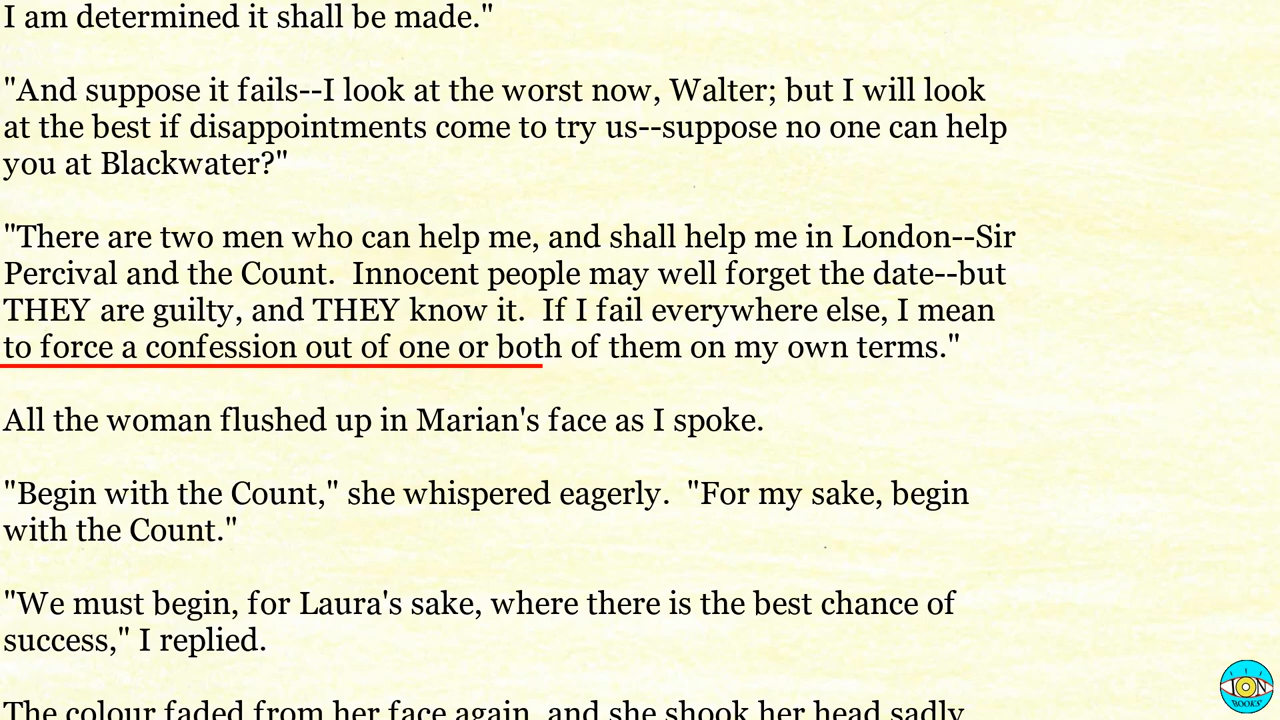 I am determined it shall be made."
"And suppose it fails--I look at the worst now, Walter; but I will look
at the best if disappointments come to try us--suppose no one can help
you at Blackwater?"
"There are two men who can help me, and shall help me in London--Sir
Percival and the Count.  Innocent people may well forget the date--but
THEY are guilty, and THEY know it.  If I fail everywhere else, I mean
to force a confession out of one or both of them on my own terms."
All the woman flushed up in Marian's face as I spoke.
"Begin with the Count," she whispered eagerly.  "For my sake, begin
with the Count."
"We must begin, for Laura's sake, where there is the best chance of
success," I replied.
The colour faded from her face again, and she shook her head sadly.
ION
BOOKS